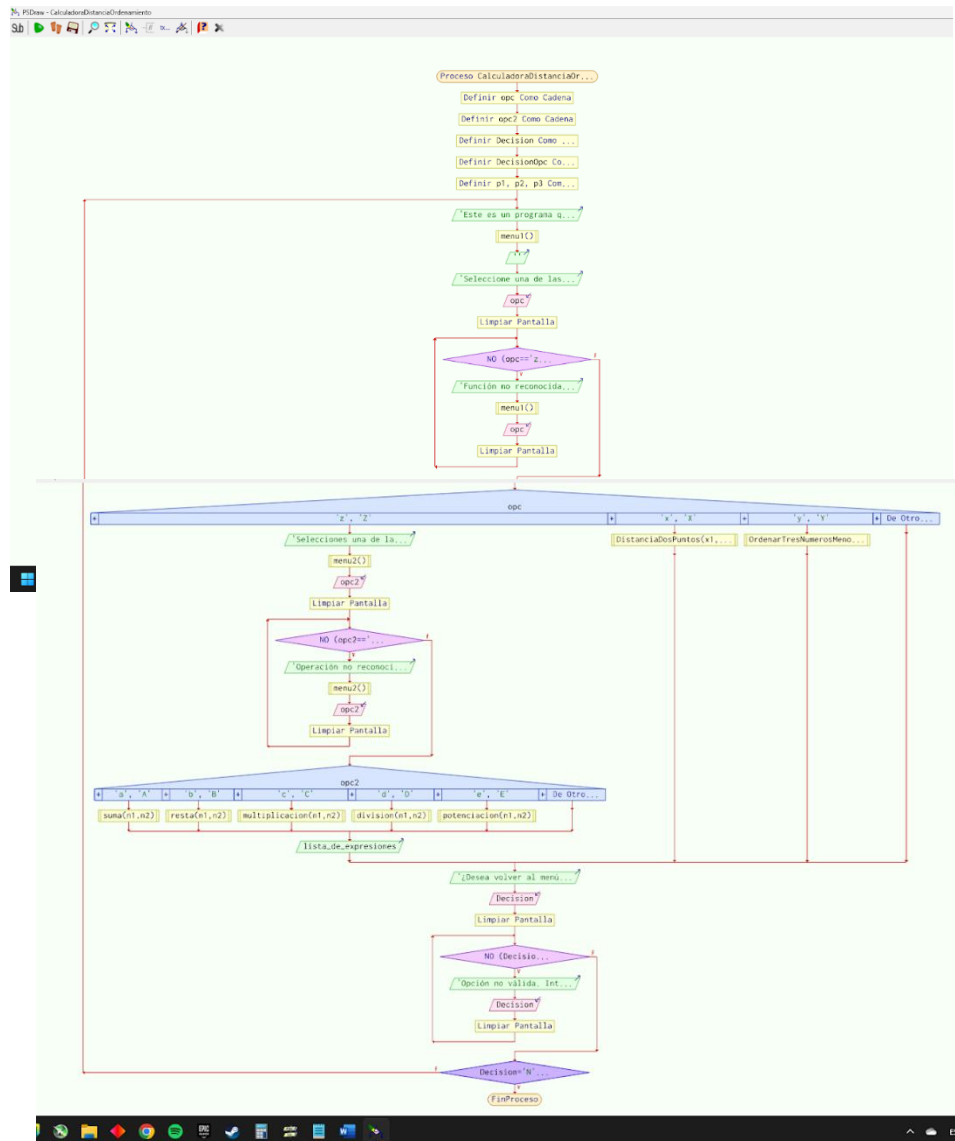 PSDraw - CalculadoraDistanciaOrdenamiento
Sub
Proceso CalculadoraDistanciaOr...
Definir opc Como Cadena
Definir opc2 Como Cadena
Definir Decision Como ...
Definir DecisionOpc Co...
Definir p1, p2, p3 Com...
'Este es un programa q...
menu1()
''
'Seleccione una de las...
opc
Limpiar Pantalla
NO (opc=='z...
F
V
'Función no reconocida...
menu1()
opc
Limpiar Pantalla
opc
+ 'z', 'Z' + 'x', 'X' + 'y', 'Y' + De Otro...
'Selecciones una de la... DistanciaDosPuntos(x1,... OrdenarTresNumerosMeno...
menu2()
opc2
Limpiar Pantalla
NO (opc2=='...
F
V
'Operación no reconoci...
menu2()
opc2
Limpiar Pantalla
opc2
+ 'a', 'A' + 'b', 'B' + 'c', 'C' + 'd', 'D' + 'e', 'E' + De Otro...
suma(n1,n2) resta(n1,n2) multiplicacion(n1,n2) division(n1,n2) potenciacion(n1,n2)
lista_de_expresiones
'¿Desea volver al menú...
Decision
Limpiar Pantalla
NO (Decisio...
F
V
'Opción no válida. Int...
Decision
Limpiar Pantalla
F
Decision='N'...
V
FinProceso